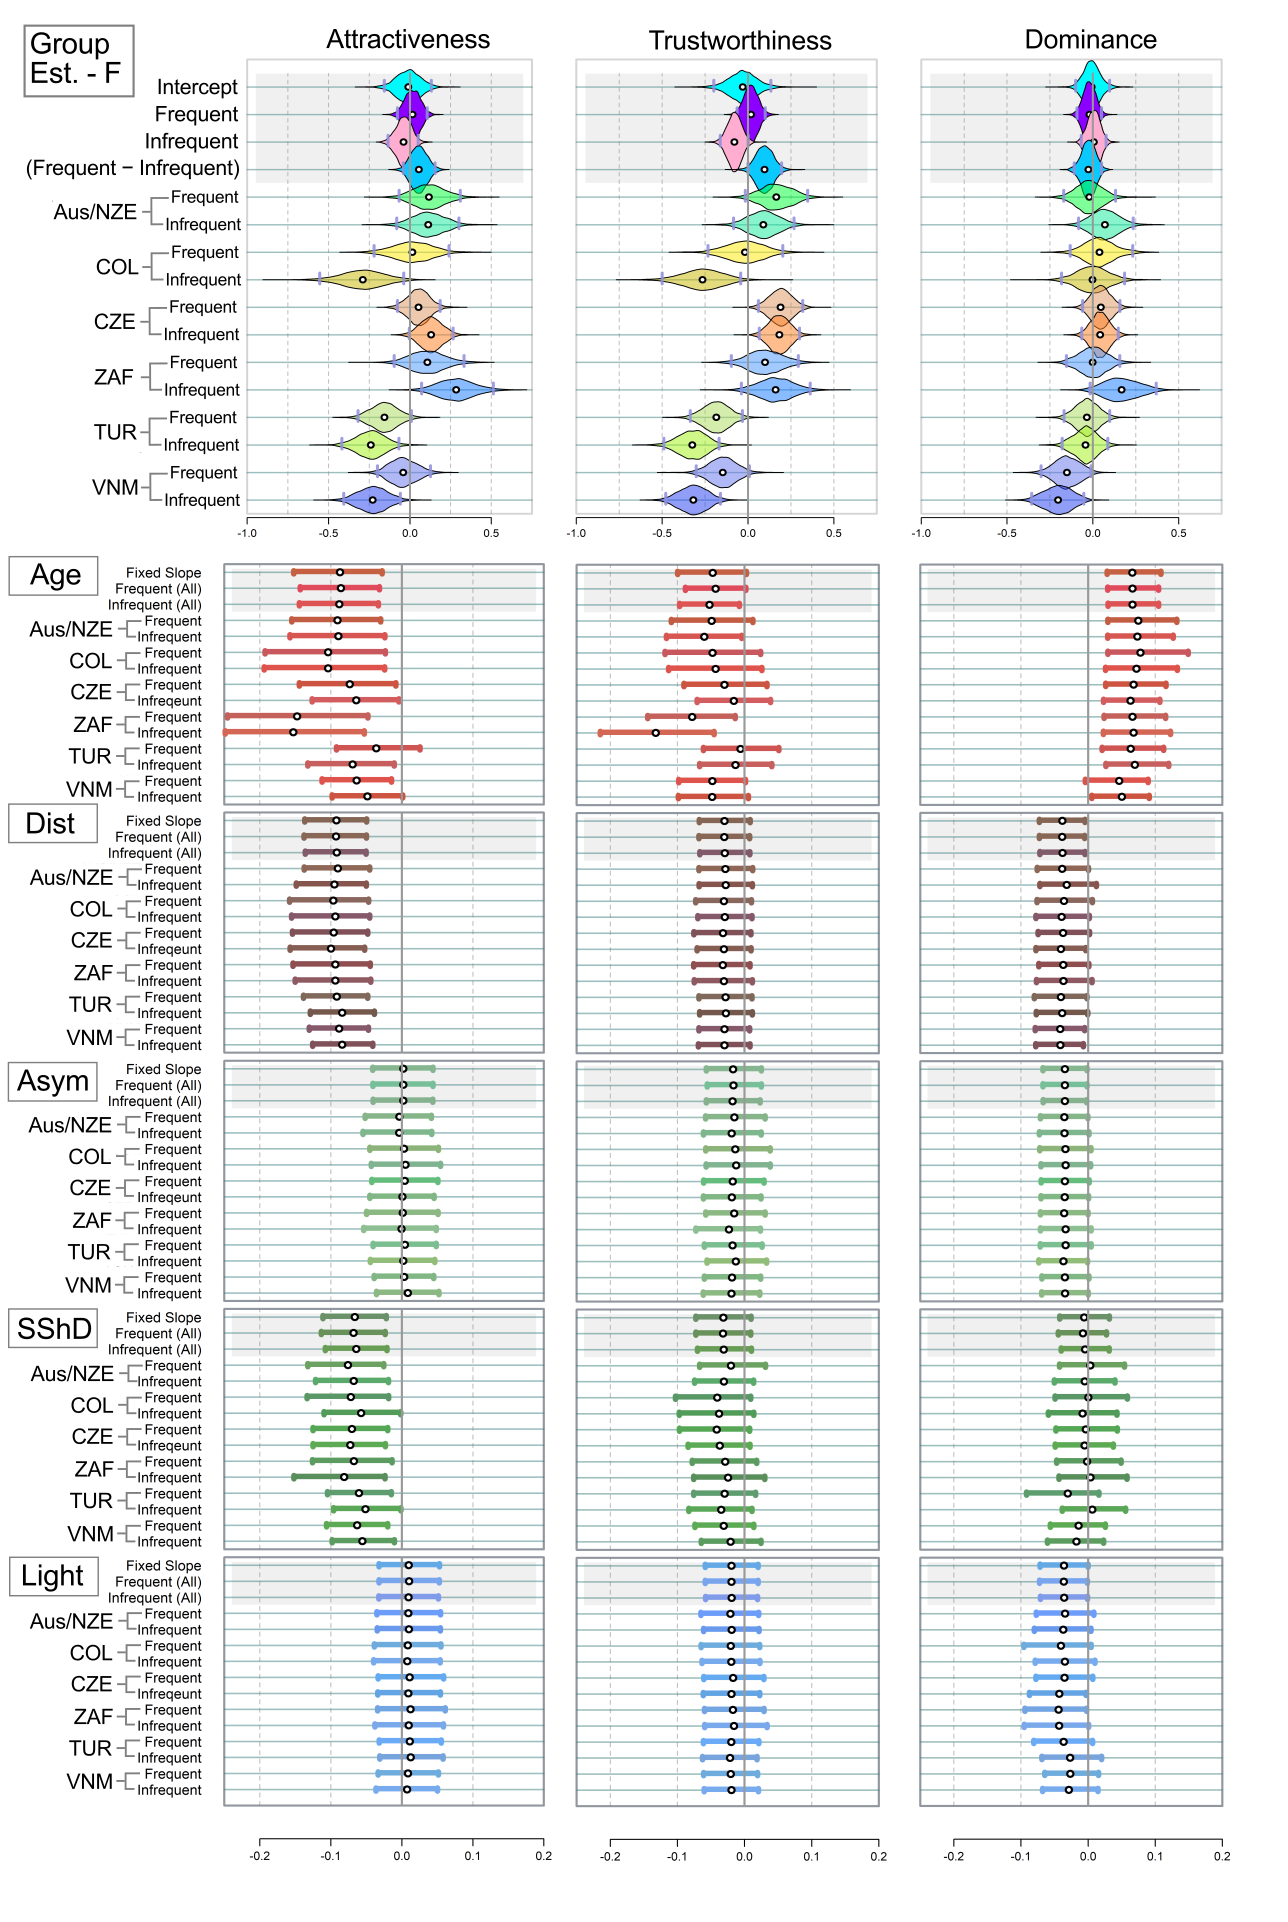 Group
Est. - F
Attractiveness
Trustworthiness
Dominance
Intercept
Frequent
Infrequent
(Frequent − Infrequent)
Aus/NZE
Frequent
Infrequent
COL
Frequent
Infrequent
CZE
Frequent
Infrequent
ZAF
Frequent
Infrequent
TUR
Frequent
Infrequent
VNM
Frequent
Infrequent
-1.0 -0.5 0.0 0.5
-1.0 -0.5 0.0 0.5
-1.0 -0.5 0.0 0.5
Age
Fixed Slope
Frequent (All)
Infrequent (All)
Aus/NZE
Frequent
Infrequent
COL
Frequent
Infrequent
CZE
Frequent
Infreqeunt
ZAF
Frequent
Infrequent
TUR
Frequent
Infrequent
VNM
Frequent
Infrequent
Dist
Fixed Slope
Frequent (All)
Infrequent (All)
Aus/NZE
Frequent
Infrequent
COL
Frequent
Infrequent
CZE
Frequent
Infreqeunt
ZAF
Frequent
Infrequent
TUR
Frequent
Infrequent
VNM
Frequent
Infrequent
Asym
Fixed Slope
Frequent (All)
Infrequent (All)
Aus/NZE
Frequent
Infrequent
COL
Frequent
Infrequent
CZE
Frequent
Infreqeunt
ZAF
Frequent
Infrequent
TUR
Frequent
Infrequent
VNM
Frequent
Infrequent
SShD
Fixed Slope
Frequent (All)
Infrequent (All)
Aus/NZE
Frequent
Infrequent
COL
Frequent
Infrequent
CZE
Frequent
Infreqeunt
ZAF
Frequent
Infrequent
TUR
Frequent
Infrequent
VNM
Frequent
Infrequent
Light
Fixed Slope
Frequent (All)
Infrequent (All)
Aus/NZE
Frequent
Infrequent
COL
Frequent
Infrequent
CZE
Frequent
Infreqeunt
ZAF
Frequent
Infrequent
TUR
Frequent
Infrequent
VNM
Frequent
Infrequent
-0.2 -0.1 0.0 0.1 0.2
-0.2 -0.1 0.0 0.1 0.2
-0.2 -0.1 0.0 0.1 0.2